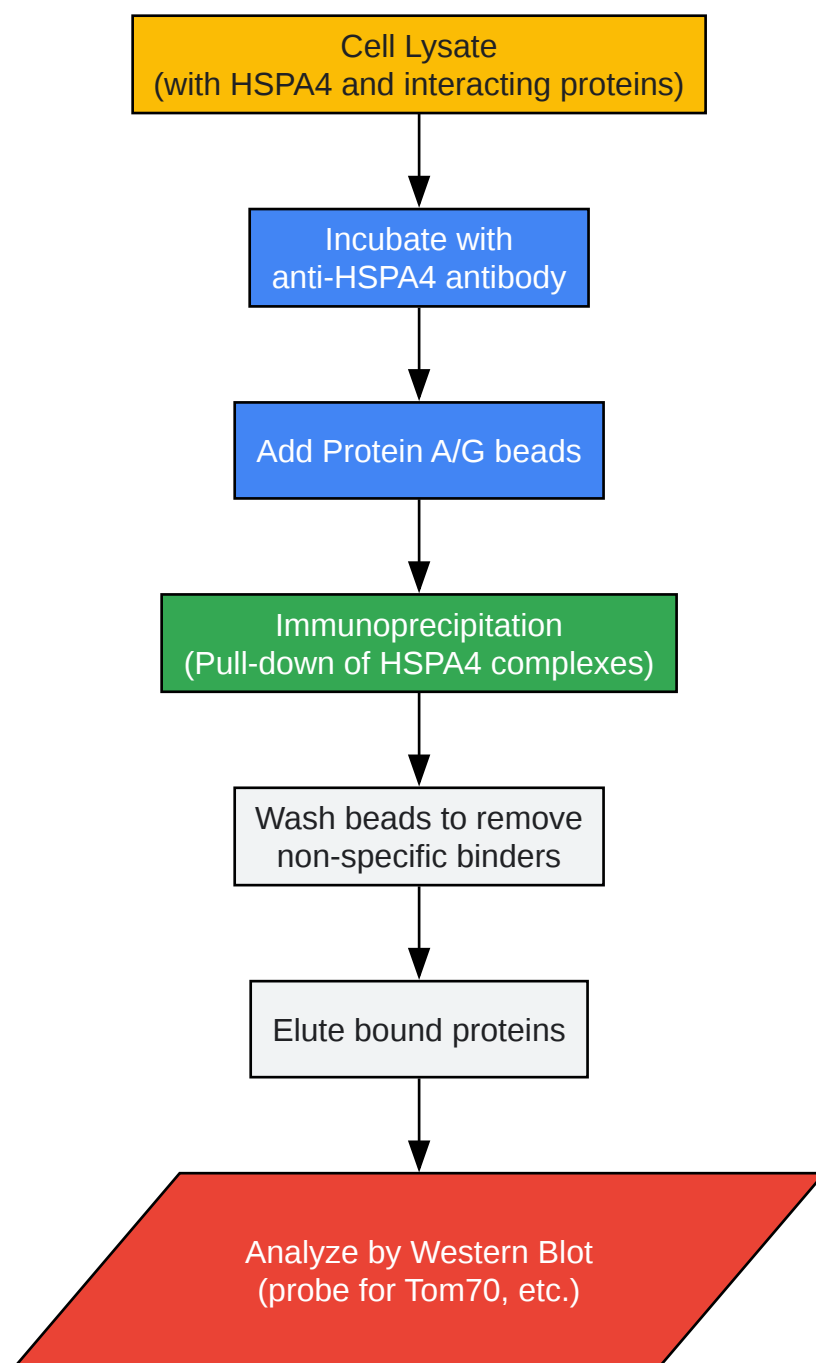 Cell Lysate
(with HSPA4 and interacting proteins)
Incubate with
anti-HSPA4 antibody
Add Protein A/G beads
Immunoprecipitation
(Pull-down of HSPA4 complexes)
Wash beads to remove
non-specific binders
Elute bound proteins
Analyze by Western Blot
(probe for Tom70, etc.)